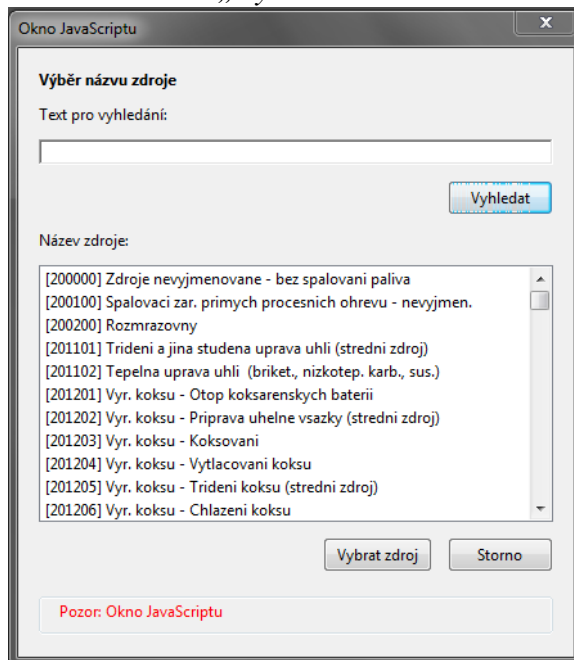 Okno JavaScriptu
Výběr názvu zdroje
Text pro vyhledání:
Vyhledat
Název zdroje:
[200000] Zdroje nevyjmenovane - bez spalovani paliva
[200100] Spalovaci zar. primych procesnich ohrevu - nevyjmen.
[200200] Rozmrazovny
[201101] Trideni a jina studena uprava uhli (stredni zdroj)
[201102] Tepelna uprava uhli (briket., nizkotep. karb., sus.)
[201201] Vyr. koksu - Otop koksarenskych baterii
[201202] Vyr. koksu - Priprava uhelne vsazky (stredni zdroj)
[201203] Vyr. koksu - Koksovani
[201204] Vyr. koksu - Vytlacovani koksu
[201205] Vyr. koksu - Trideni koksu (stredni zdroj)
[201206] Vyr. koksu - Chlazeni koksu
Vybrat zdroj Storno
Pozor: Okno JavaScriptu